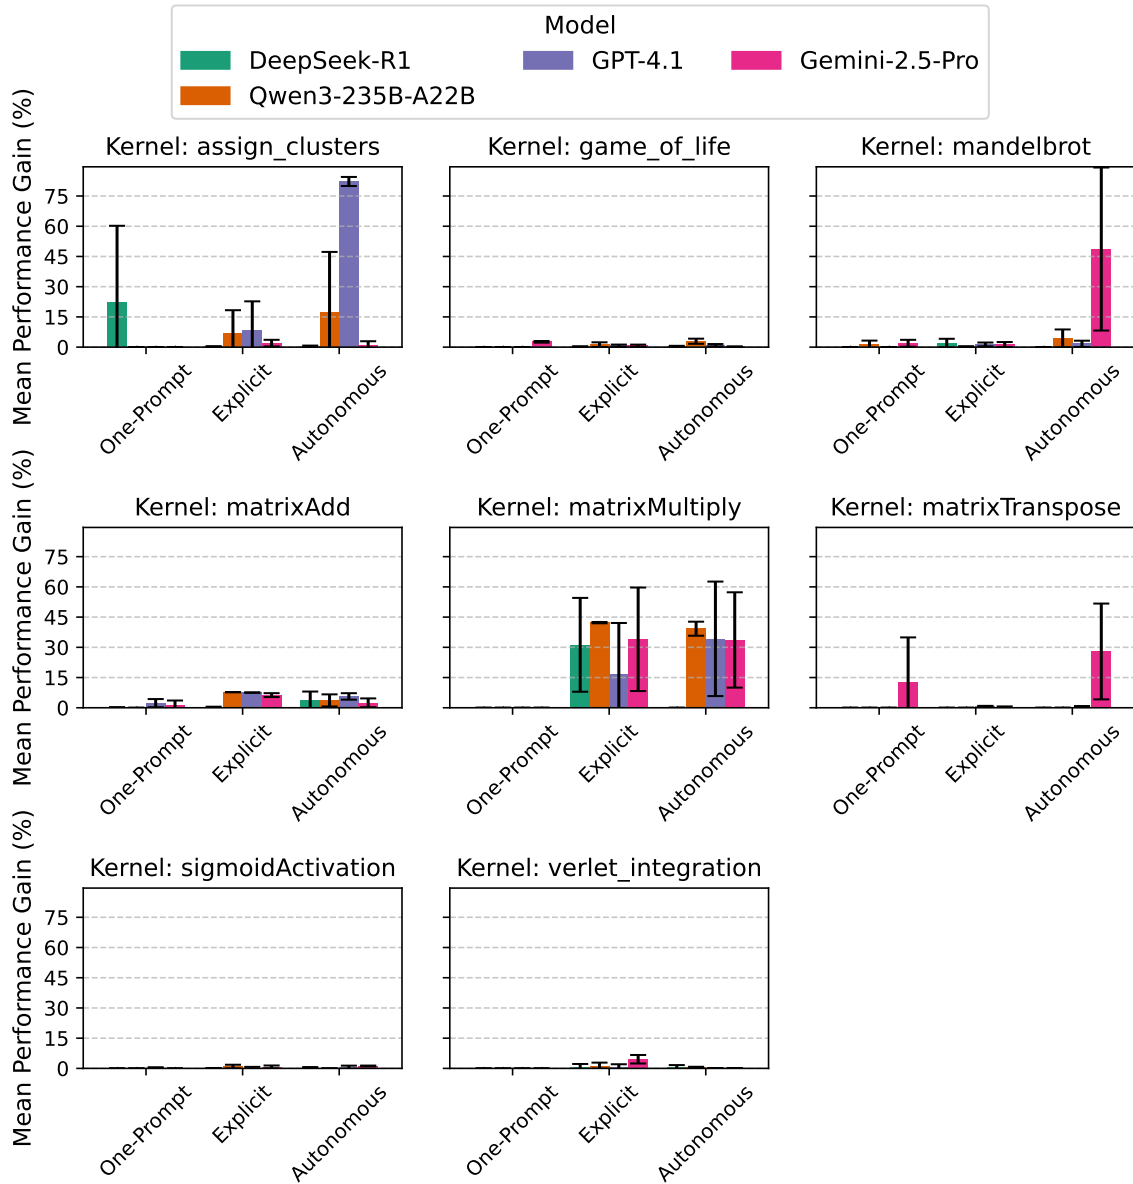 Model
DeepSeek-R1 GPT-4.1 Gemini-2.5-Pro
Qwen3-235B-A22B
Kernel: assign_clusters Kernel: game_of_life Kernel: mandelbrot
Mean Performance Gain (%)
75
60
45
30
15
0
One-Prompt Explicit Autonomous One-Prompt Explicit Autonomous One-Prompt Explicit Autonomous
Kernel: matrixAdd Kernel: matrixMultiply Kernel: matrixTranspose
Mean Performance Gain (%)
75
60
45
30
15
0
One-Prompt Explicit Autonomous One-Prompt Explicit Autonomous One-Prompt Explicit Autonomous
Kernel: sigmoidActivation Kernel: verlet_integration
Mean Performance Gain (%)
75
60
45
30
15
0
One-Prompt Explicit Autonomous One-Prompt Explicit Autonomous